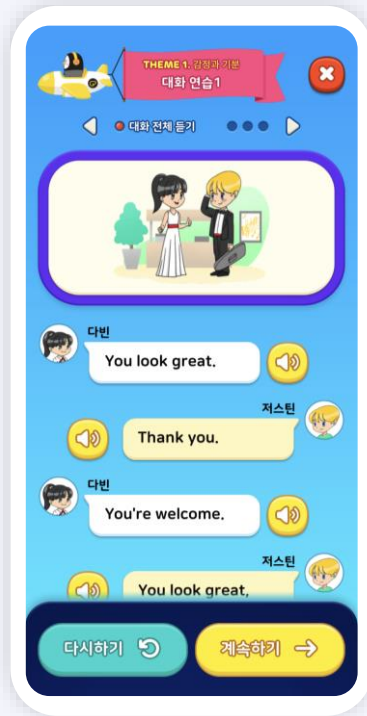 THEME 1. 감정과 기분
대화 연습1
대화 전체 듣기
다빈
You look great.
저스틴
Thank you.
다빈
You're welcome.
저스틴
You look great,
다시하기
계속하기